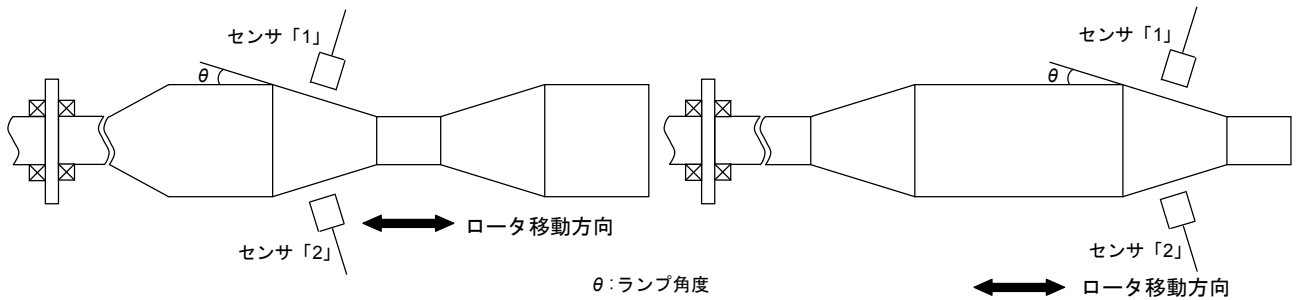 センサ「1」
θ
センサ「2」
ロータ移動方向
θ:ランプ角度
センサ「1」
θ
センサ「2」
ロータ移動方向